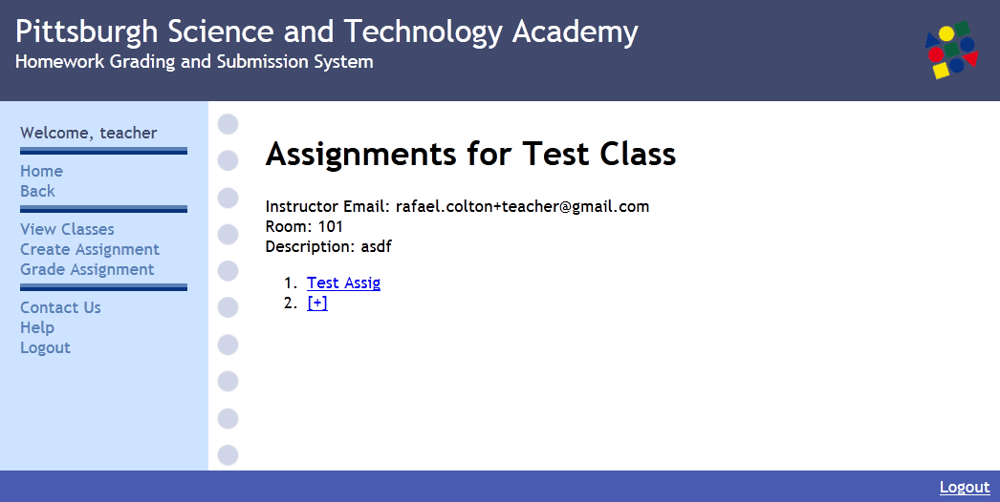 Pittsburgh Science and Technology Academy
Homework Grading and Submission System
Welcome, teacher
Home
Back
View Classes
Create Assignment
Grade Assignment
Contact Us
Help
Logout
Assignments for Test Class
Instructor Email: rafael.colton+teacher@gmail.com
Room: 101
Description: asdf
1. Test Assig
2. [+]
Logout